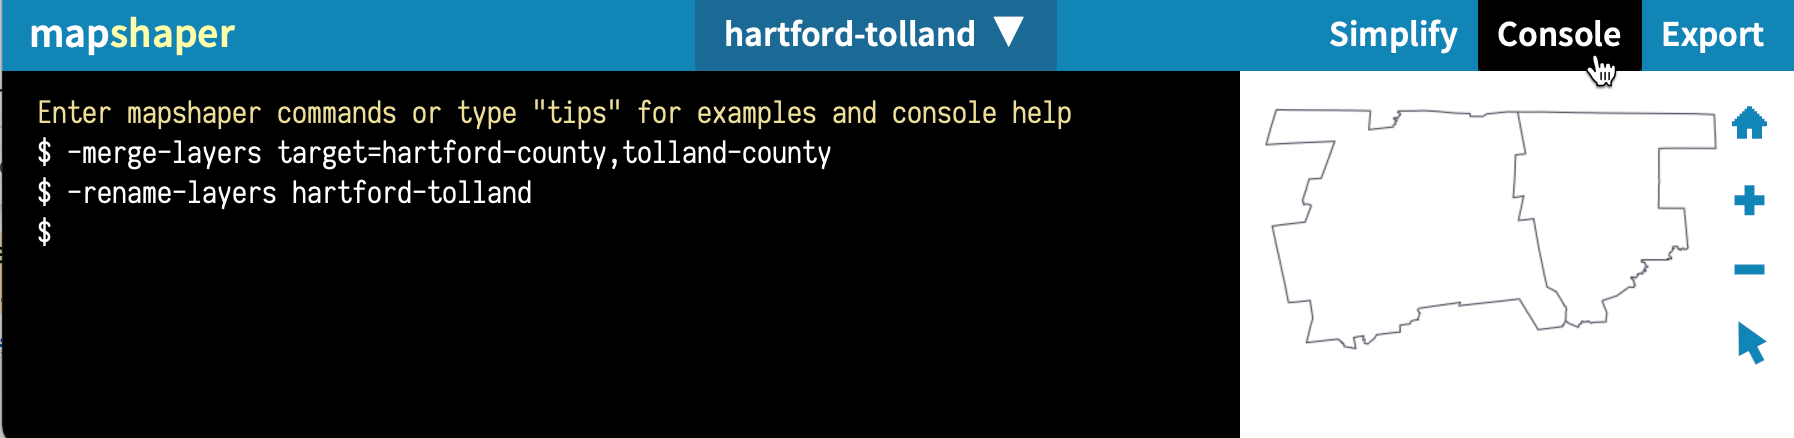 mapshaper hartford-tolland ▼ Simplify Console Export
Enter mapshaper commands or type "tips" for examples and console help
$ -merge-layers target=hartford-county,tolland-county
$ -rename-layers hartford-tolland
$